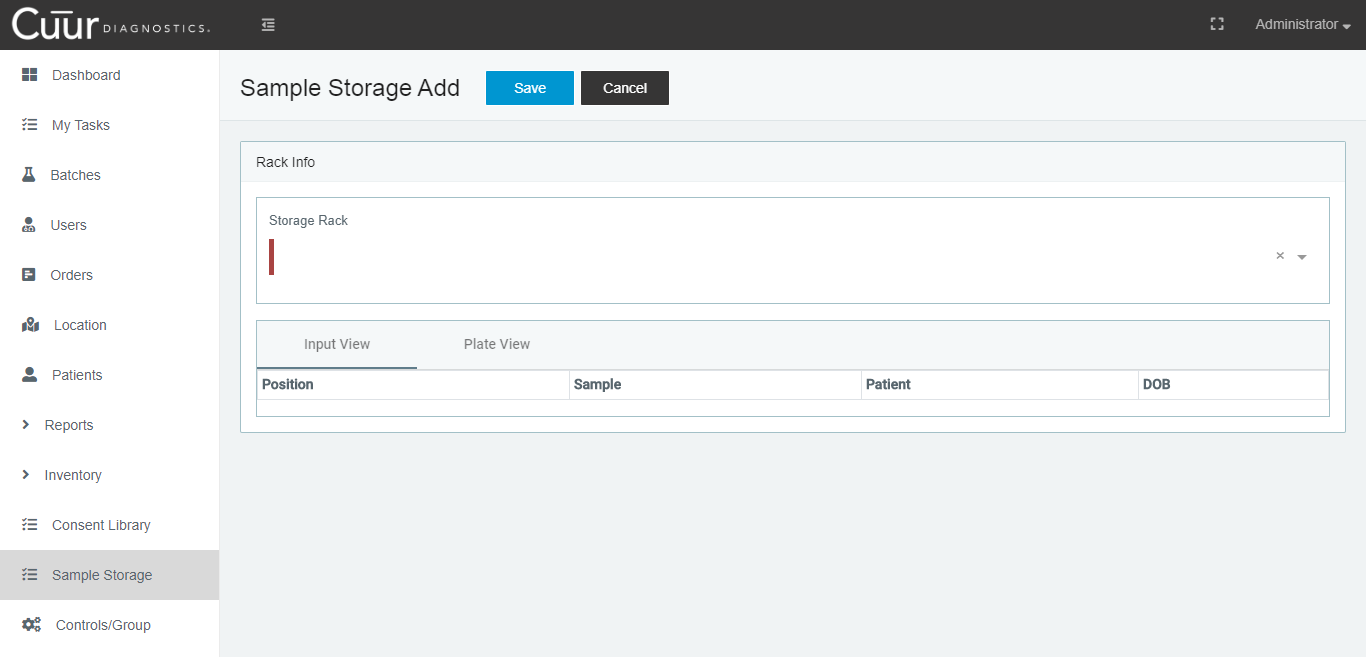 Cūūr DIAGNOSTICS.
Administrator
Dashboard
My Tasks
Batches
Users
Orders
Location
Patients
Reports
Inventory
Consent Library
Sample Storage
Controls/Group
Sample Storage Add
Save
Cancel
Rack Info
Storage Rack
×
Input View
Plate View
Position
Sample
Patient
DOB